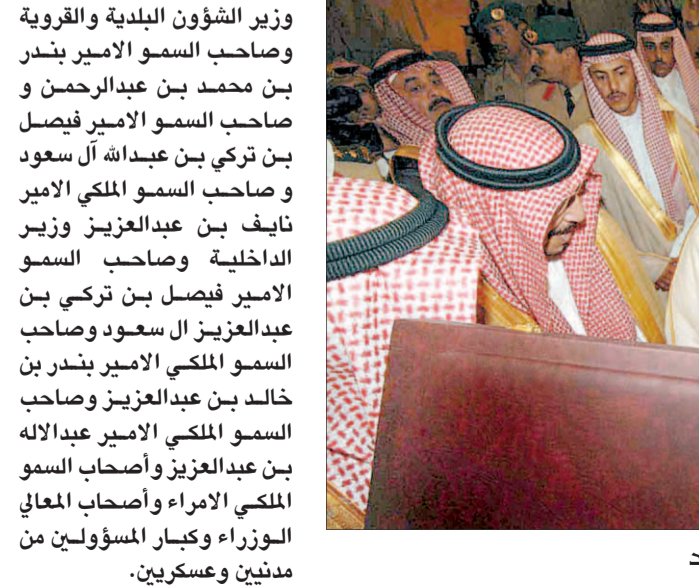 وزير الشؤون البلدية والقروية
وصاحب السمو الامير بندر
بن محمد بن عبدالرحمن و
صاحب السمو الامير فيصل
بن تركي بن عبدالله آل سعود
و صاحب السمو الملكي الامير
نايف بن عبدالعزيز وزير
الداخلية وصاحب السمو
الامير فيصل بن تركي بن
عبدالعزيز ال سعود وصاحب
السمو الملكي الامير بندر بن
خالد بن عبدالعزيز وصاحب
السمو الملكي الامير عبدالاله
بن عبدالعزيز وأصحاب السمو
الملكي الامراء وأصحاب المعالي
الوزراء وكبار المسؤولين من
مدنيين وعسكريين.